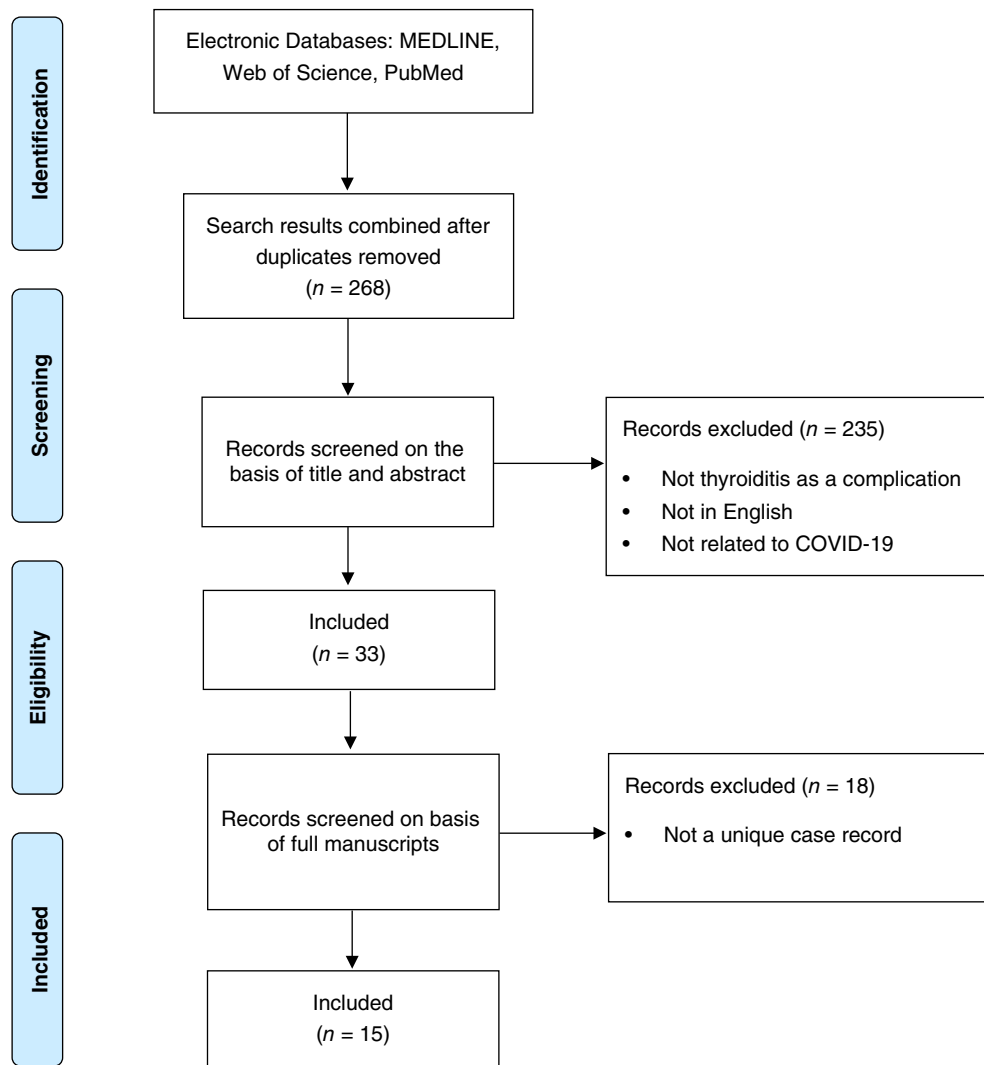 Identification
Electronic Databases: MEDLINE,
Web of Science, PubMed
Search results combined after
duplicates removed
(n = 268)
Screening
Records screened on the
basis of title and abstract
Records excluded (n = 235)
• Not thyroiditis as a complication
• Not in English
• Not related to COVID-19
Eligibility
Included
(n = 33)
Records screened on basis
of full manuscripts
Records excluded (n = 18)
• Not a unique case record
Included
Included
(n = 15)